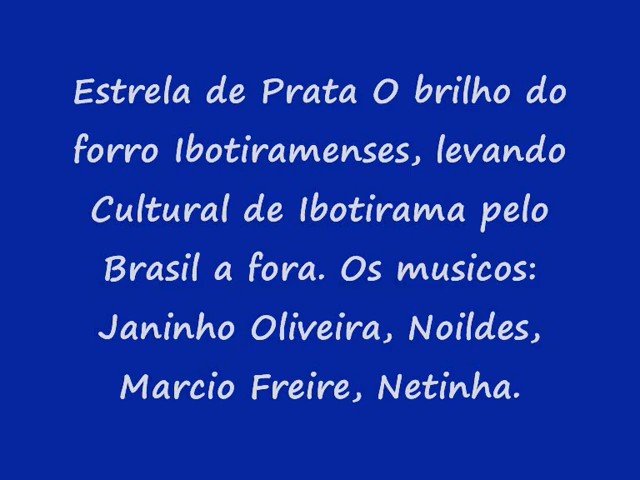 Estrela de Prata O brilho do
forro Ibotiramenses, levando
Cultural de Ibotirama pelo
Brasil a fora. Os musicos:
Janinho Oliveira, Noildes,
Marcio Freire, Netinha.